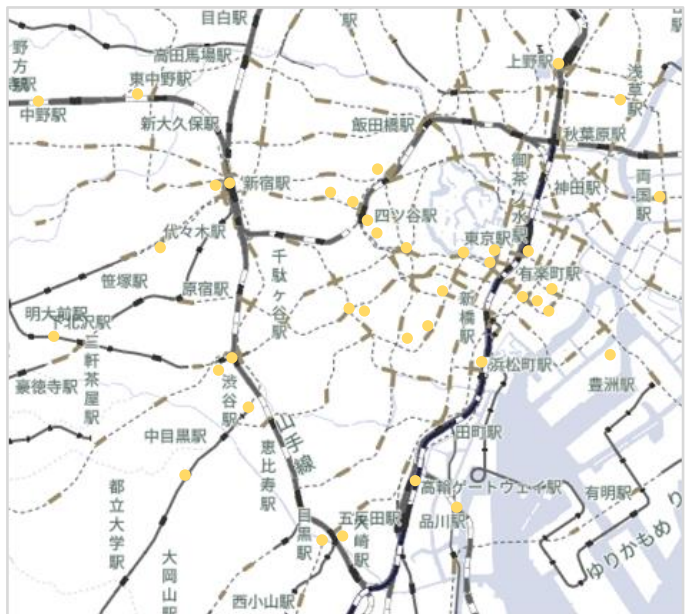 目白駅
駅
高田馬場駅
上野駅
野方駅
浅草駅
東中野駅
中野駅
新大久保駅
飯田橋駅
秋葉原駅
御茶ノ水駅
新宿駅
神田駅
両国駅
四ツ谷駅
代々木駅
東京駅
千駄ヶ谷駅
有楽町駅
笹塚駅
原宿駅
新橋駅
明大前駅
下北沢駅
三軒茶屋駅
浜松町駅
豪徳寺駅
渋谷駅
豊洲駅
中目黒駅
山手線
恵比寿駅
田町駅
都立大学駅
高輪ゲートウェイ駅
有明駅
目黒駅
五反田駅
大崎駅
品川駅
大岡山駅
西小山駅
ゆりかもめ
り